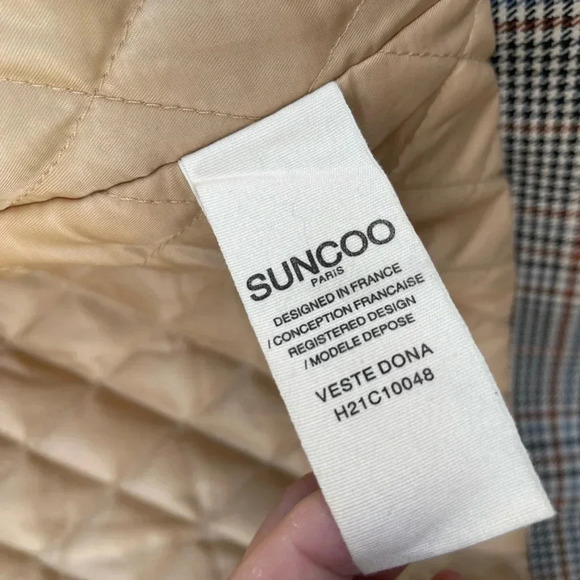 SUNCOO
PARIS
DESIGNED IN FRANCE
/ CONCEPTION FRANCAISE
REGISTERED DESIGN
/ MODELE DEPOSE
VESTE DONA
H21C10048